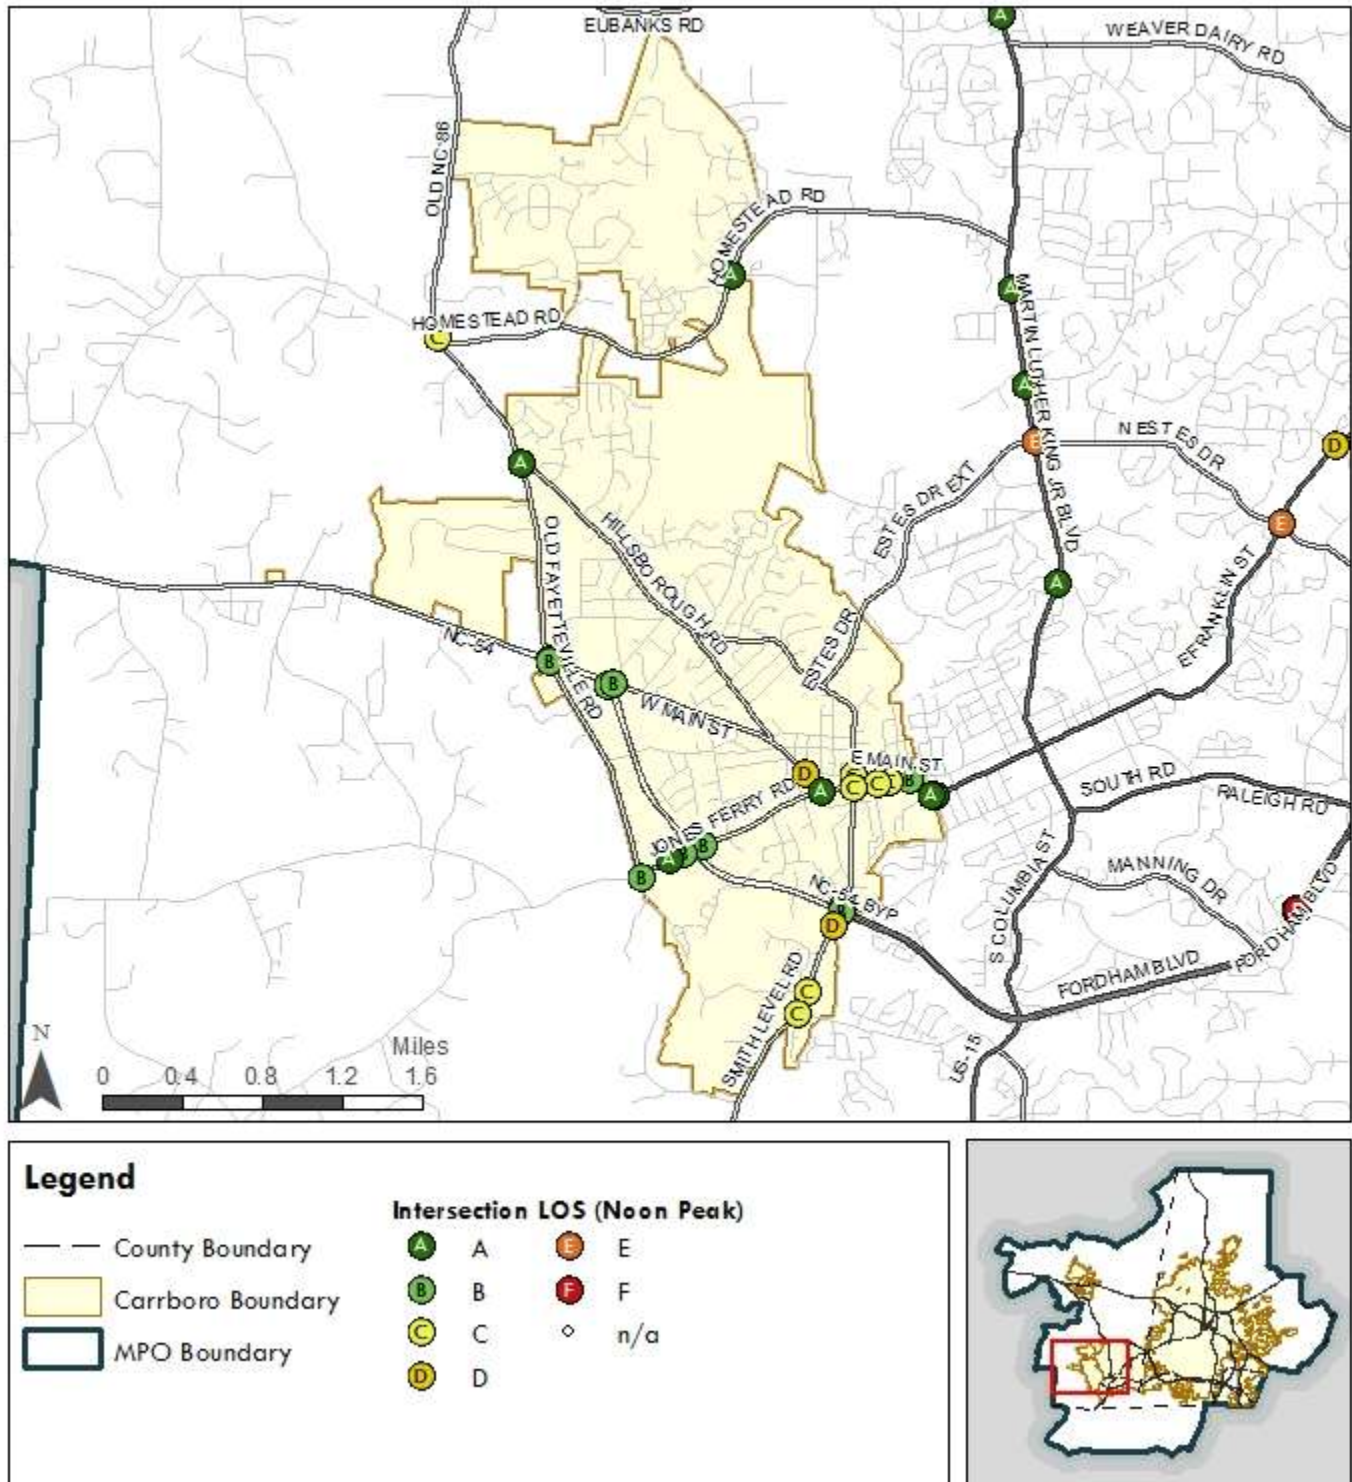 EUBANKS RD
A
WEAVER DAIRY RD
OLD NC-86
HOMESTEAD RD
A
A
MARTIN LUTHER KING JR BLVD
HOMESTEAD RD
C
A
E
N ESTES DR
D
A
ESTES DR EXT
E
OLD FAYETTEVILLE RD
HILLSBOROUGH RD
A
E FRANKLIN ST
NC-54
B
ESTES DR
B
W MAIN ST
E MAIN ST
D
A
C
C
B
A
SOUTH RD
RALEIGH RD
JONES FERRY RD
B
A
B
MANNING DR
NC-54 BYP
D
S COLUMBIA ST
F
FORDHAM BLVD
FORDHAM BLVD
C
C
SMITH LEVEL RD
US-15
N
Miles
0 0.4 0.8 1.2 1.6
Legend
County Boundary
Carrboro Boundary
MPO Boundary
Intersection LOS (Noon Peak)
A A
B B
C C
D D
E E
F F
n/a